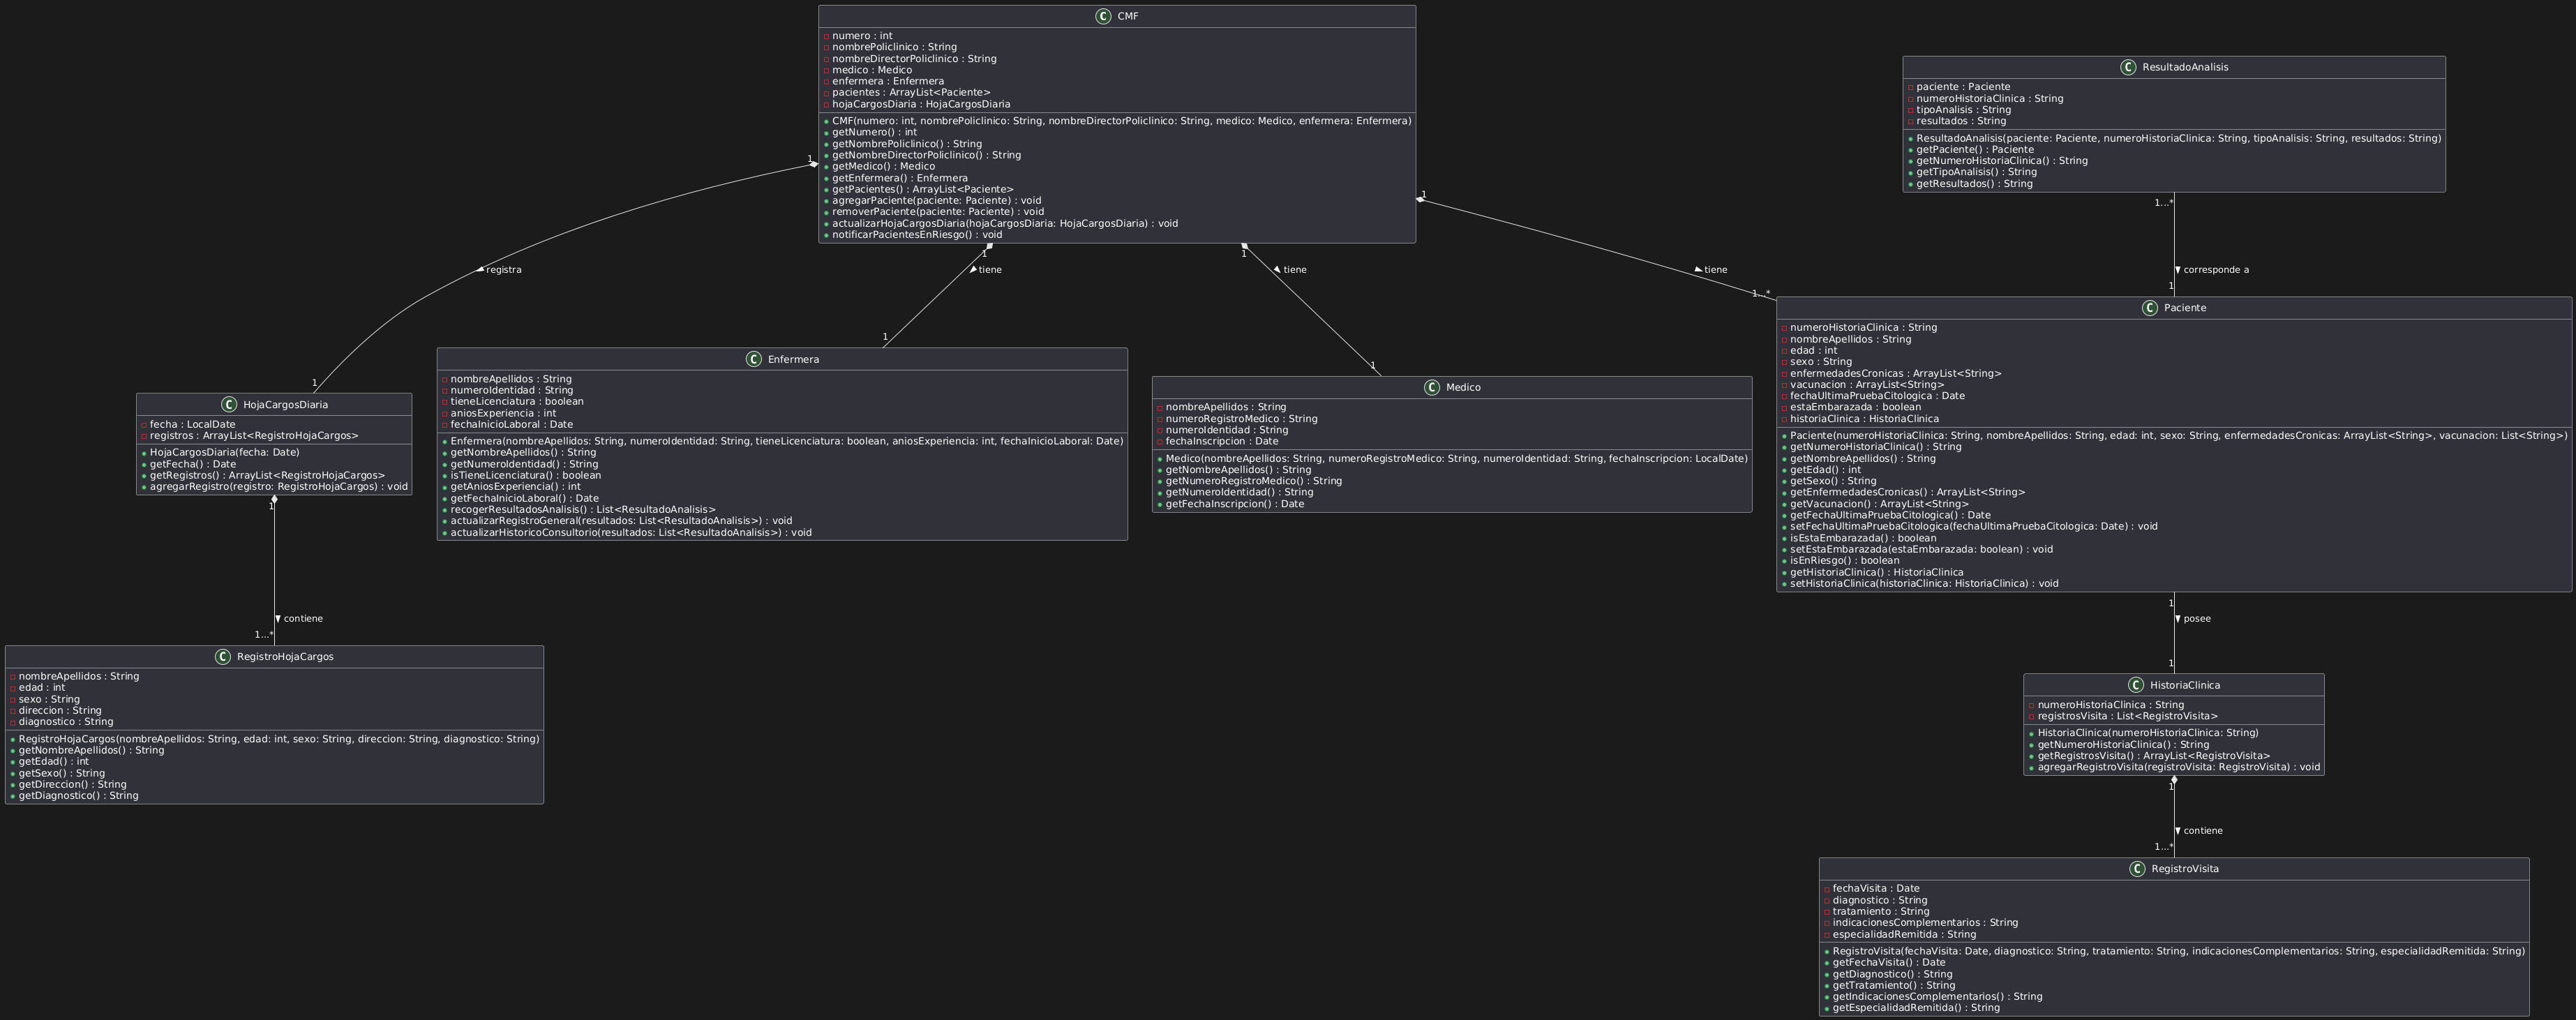 C CMF
numero : int
nombrePoliclinico : String
nombreDirectorPoliclinico : String
medico : Medico
enfermera : Enfermera
pacientes : ArrayList<Paciente>
hojaCargosDiaria : HojaCargosDiaria
CMF(numero: int, nombrePoliclinico: String, nombreDirectorPoliclinico: String, medico: Medico, enfermera: Enfermera)
getNumero() : int
getNombrePoliclinico() : String
getNombreDirectorPoliclinico() : String
getMedico() : Medico
getEnfermera() : Enfermera
getPacientes() : ArrayList<Paciente>
agregarPaciente(paciente: Paciente) : void
removerPaciente(paciente: Paciente) : void
actualizarHojaCargosDiaria(hojaCargosDiaria: HojaCargosDiaria) : void
notificarPacientesEnRiesgo() : void
C ResultadoAnalisis
paciente : Paciente
numeroHistoriaClinica : String
tipoAnalisis : String
resultados : String
ResultadoAnalisis(paciente: Paciente, numeroHistoriaClinica: String, tipoAnalisis: String, resultados: String)
getPaciente() : Paciente
getNumeroHistoriaClinica() : String
getTipoAnalisis() : String
getResultados() : String
1
registra
1
1
tiene
1
1
tiene
1
1
tiene
1...*
1...*
corresponde a
1
C HojaCargosDiaria
fecha : LocalDate
registros : ArrayList<RegistroHojaCargos>
HojaCargosDiaria(fecha: Date)
getFecha() : Date
getRegistros() : ArrayList<RegistroHojaCargos>
agregarRegistro(registro: RegistroHojaCargos) : void
C Enfermera
nombreApellidos : String
numeroIdentidad : String
tieneLicenciatura : boolean
aniosExperiencia : int
fechaInicioLaboral : Date
Enfermera(nombreApellidos: String, numeroIdentidad: String, tieneLicenciatura: boolean, aniosExperiencia: int, fechaInicioLaboral: Date)
getNombreApellidos() : String
getNumeroIdentidad() : String
isTieneLicenciatura() : boolean
getAniosExperiencia() : int
getFechaInicioLaboral() : Date
recogerResultadosAnalisis() : List<ResultadoAnalisis>
actualizarRegistroGeneral(resultados: List<ResultadoAnalisis>) : void
actualizarHistoricoConsultorio(resultados: List<ResultadoAnalisis>) : void
C Medico
nombreApellidos : String
numeroRegistroMedico : String
numeroIdentidad : String
fechaInscripcion : Date
Medico(nombreApellidos: String, numeroRegistroMedico: String, numeroIdentidad: String, fechaInscripcion: LocalDate)
getNombreApellidos() : String
getNumeroRegistroMedico() : String
getNumeroIdentidad() : String
getFechaInscripcion() : Date
C Paciente
numeroHistoriaClinica : String
nombreApellidos : String
edad : int
sexo : String
enfermedadesCronicas : ArrayList<String>
vacunacion : ArrayList<String>
fechaUltimaPruebaCitologica : Date
estaEmbarazada : boolean
historiaClinica : HistoriaClinica
Paciente(numeroHistoriaClinica: String, nombreApellidos: String, edad: int, sexo: String, enfermedadesCronicas: ArrayList<String>, vacunacion: List<String>)
getNumeroHistoriaClinica() : String
getNombreApellidos() : String
getEdad() : int
getSexo() : String
getEnfermedadesCronicas() : ArrayList<String>
getVacunacion() : ArrayList<String>
getFechaUltimaPruebaCitologica() : Date
setFechaUltimaPruebaCitologica(fechaUltimaPruebaCitologica: Date) : void
isEstaEmbarazada() : boolean
setEstaEmbarazada(estaEmbarazada: boolean) : void
isEnRiesgo() : boolean
getHistoriaClinica() : HistoriaClinica
setHistoriaClinica(historiaClinica: HistoriaClinica) : void
1
contiene
1...*
1
posee
1
C RegistroHojaCargos
nombreApellidos : String
edad : int
sexo : String
direccion : String
diagnostico : String
RegistroHojaCargos(nombreApellidos: String, edad: int, sexo: String, direccion: String, diagnostico: String)
getNombreApellidos() : String
getEdad() : int
getSexo() : String
getDireccion() : String
getDiagnostico() : String
C HistoriaClinica
numeroHistoriaClinica : String
registrosVisita : List<RegistroVisita>
HistoriaClinica(numeroHistoriaClinica: String)
getNumeroHistoriaClinica() : String
getRegistrosVisita() : ArrayList<RegistroVisita>
agregarRegistroVisita(registroVisita: RegistroVisita) : void
1
contiene
1...*
C RegistroVisita
fechaVisita : Date
diagnostico : String
tratamiento : String
indicacionesComplementarios : String
especialidadRemitida : String
RegistroVisita(fechaVisita: Date, diagnostico: String, tratamiento: String, indicacionesComplementarios: String, especialidadRemitida: String)
getFechaVisita() : Date
getDiagnostico() : String
getTratamiento() : String
getIndicacionesComplementarios() : String
getEspecialidadRemitida() : String